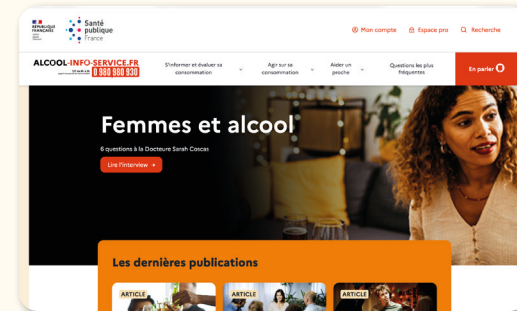 RÉPUBLIQUE
FRANÇAISE
Santé
publique
France
Mon compte
Espace pro
Recherche
ALCOOL-INFO-SERVICE.FR
0 980 980 930
S'informer et évaluer sa
consommation
Agir sur sa
consommation
Aider un
proche
Questions les plus
fréquentes
En parler
Femmes et alcool
6 questions à la Docteure Sarah Coscas
Lire l'interview →
Les dernières publications
ARTICLE
ARTICLE
ARTICLE